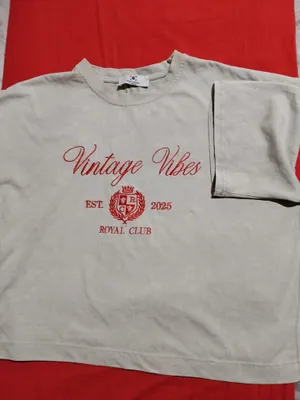 Vintage Vibes
EST. 2025
ROYAL CLUB